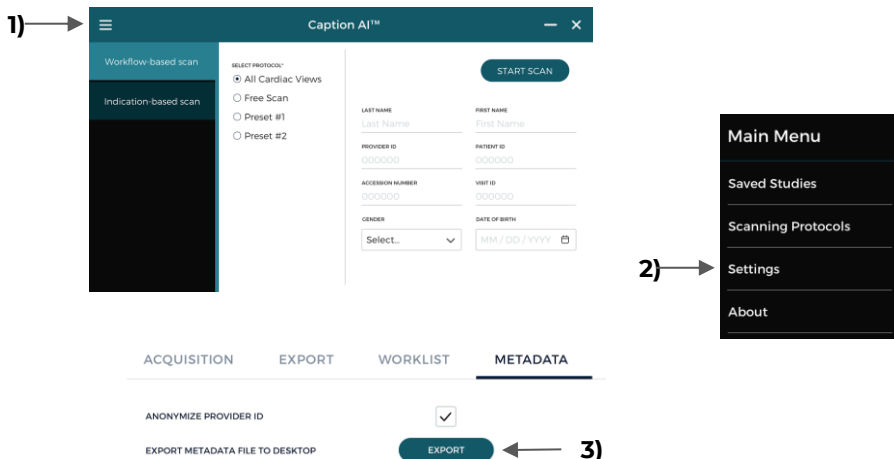 1)
Caption AI™
Workflow-based scan
Indication-based scan
SELECT PROTOCOL*
All Cardiac Views
Free Scan
Preset #1
Preset #2
START SCAN
LAST NAME FIRST NAME
Last Name First Name
PROVIDER ID PATIENT ID
000000 000000
ACCESSION NUMBER VISIT ID
000000 000000
GENDER DATE OF BIRTH
Select... MM / DD / YYYY
Main Menu
Saved Studies
Scanning Protocols
2) Settings
About
ACQUISITION EXPORT WORKLIST METADATA
ANONYMIZE PROVIDER ID
EXPORT METADATA FILE TO DESKTOP EXPORT 3)